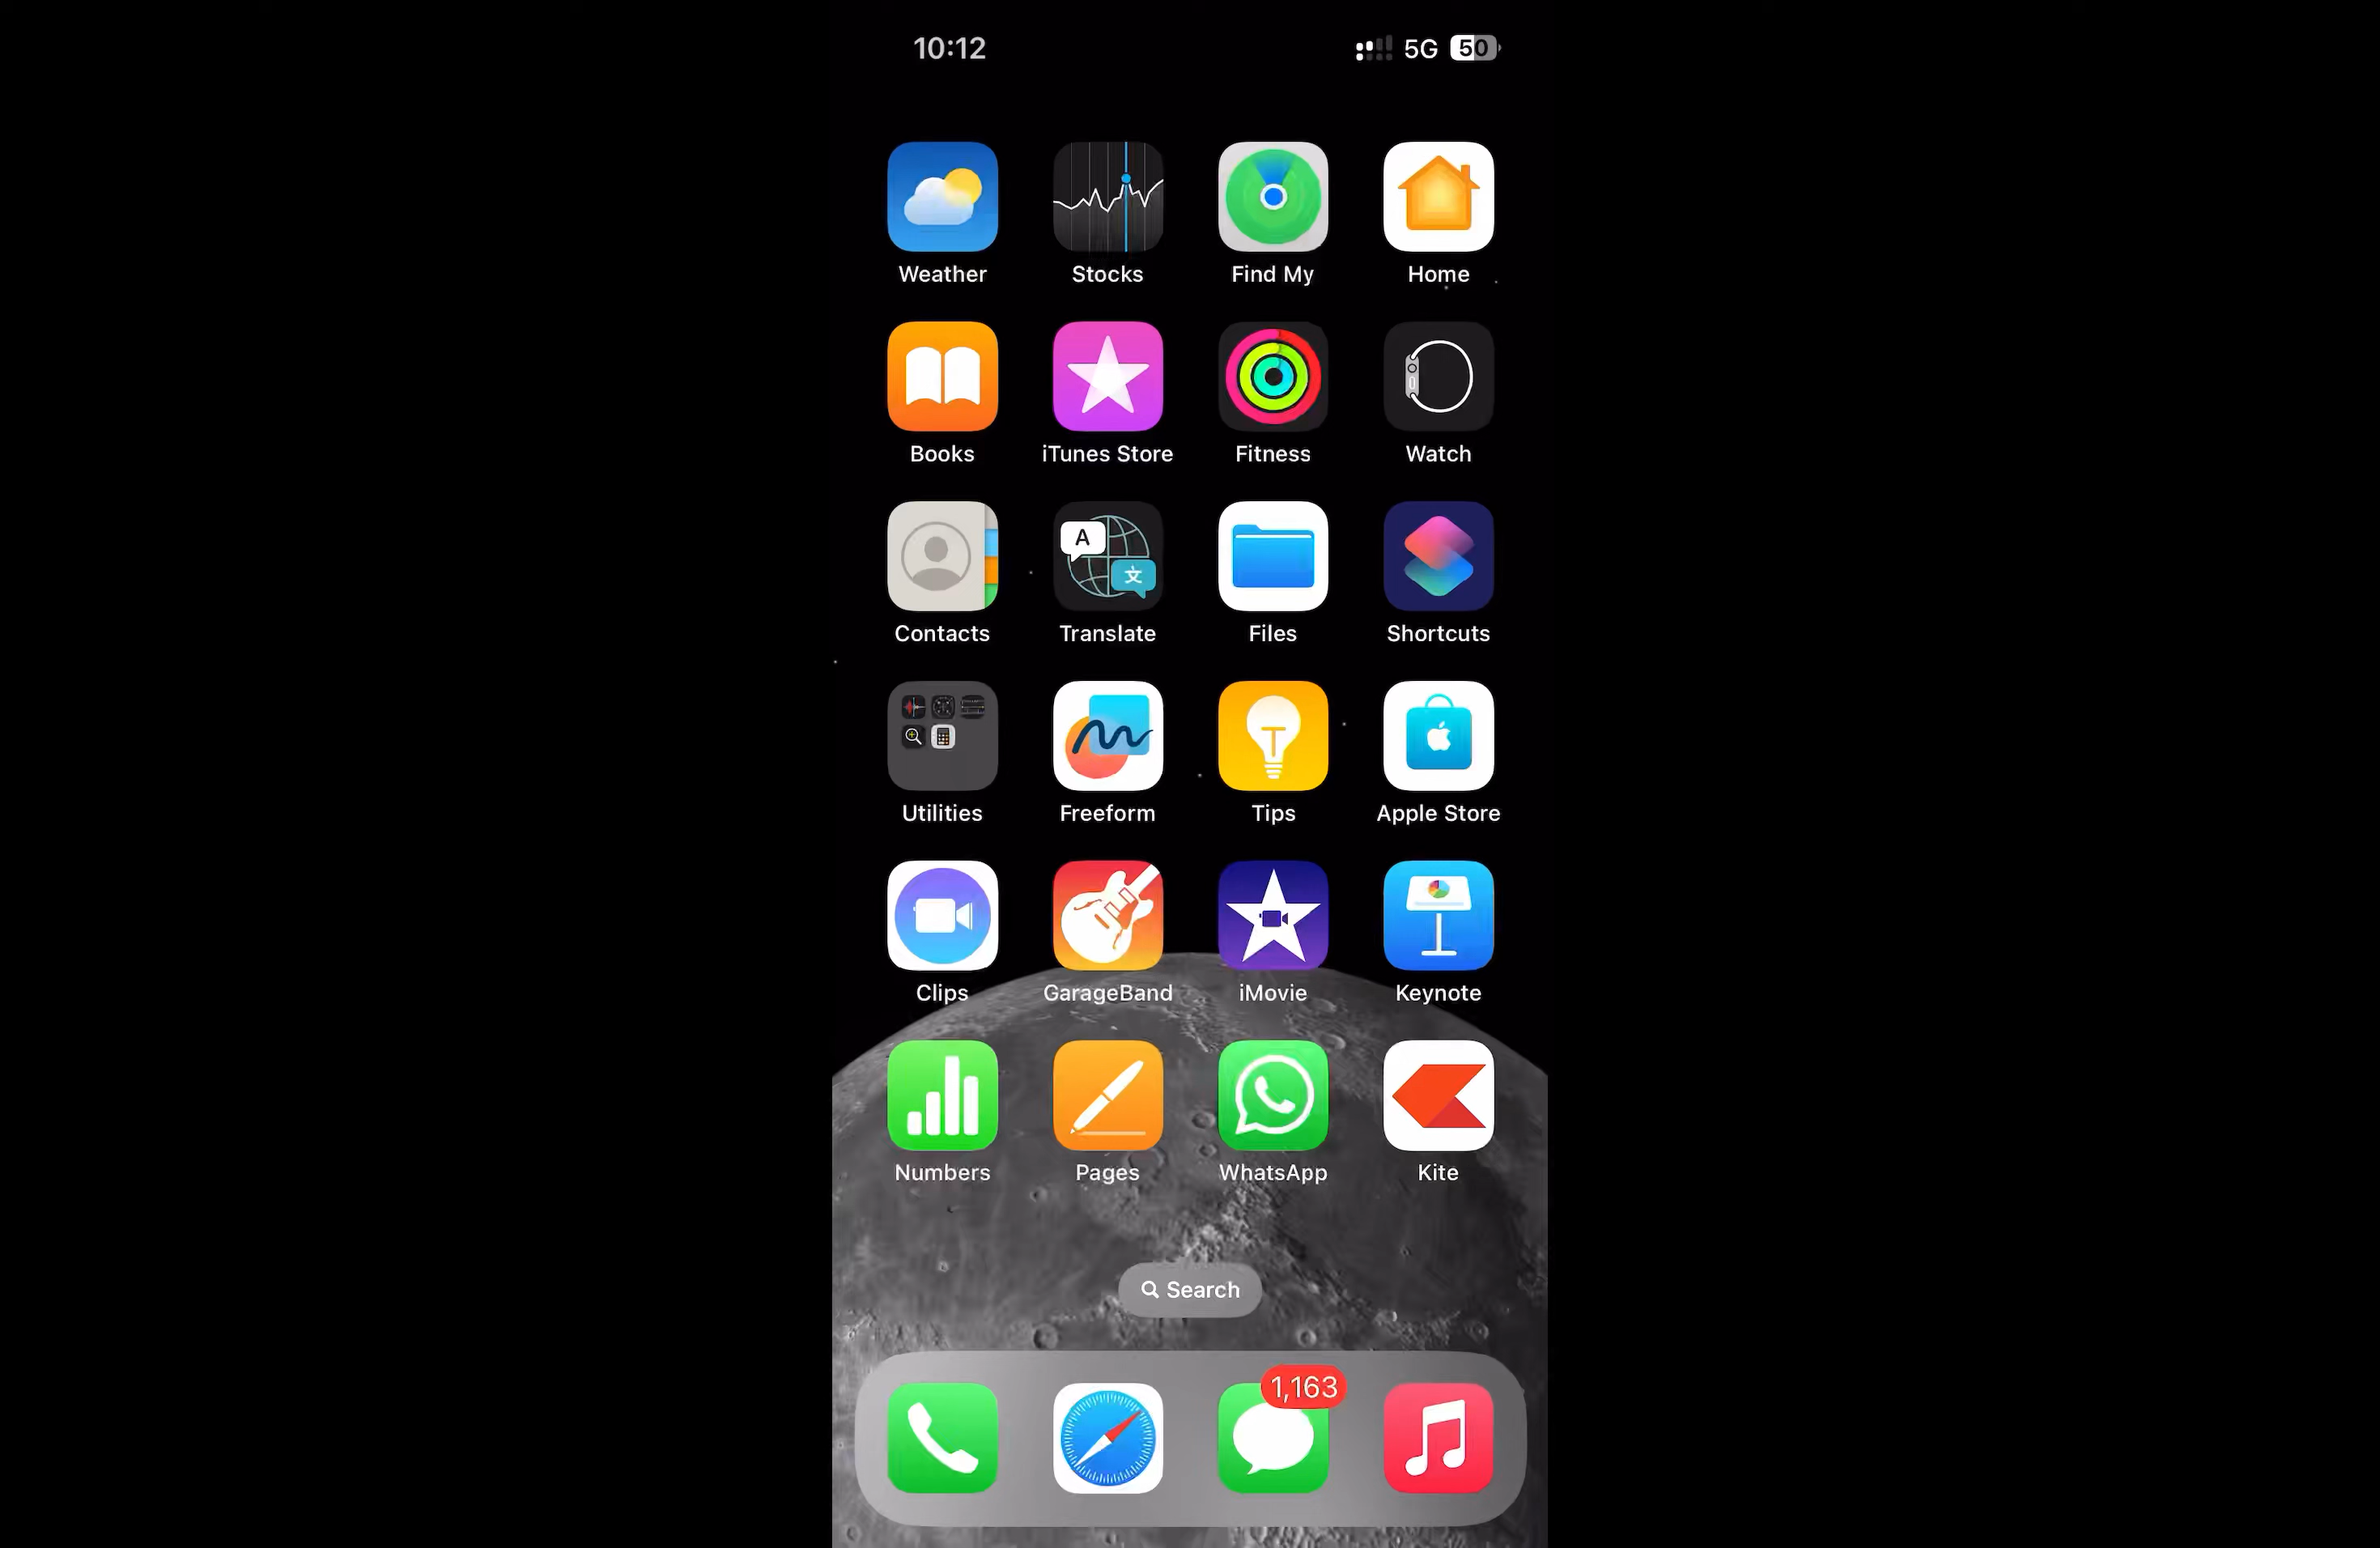 10:12 5G 50
Weather Stocks Find My Home
Books iTunes Store Fitness Watch
A
文
Contacts Translate Files Shortcuts
Utilities Freeform Tips Apple Store
Clips GarageBand iMovie Keynote
Numbers Pages WhatsApp Kite
Search
1,163